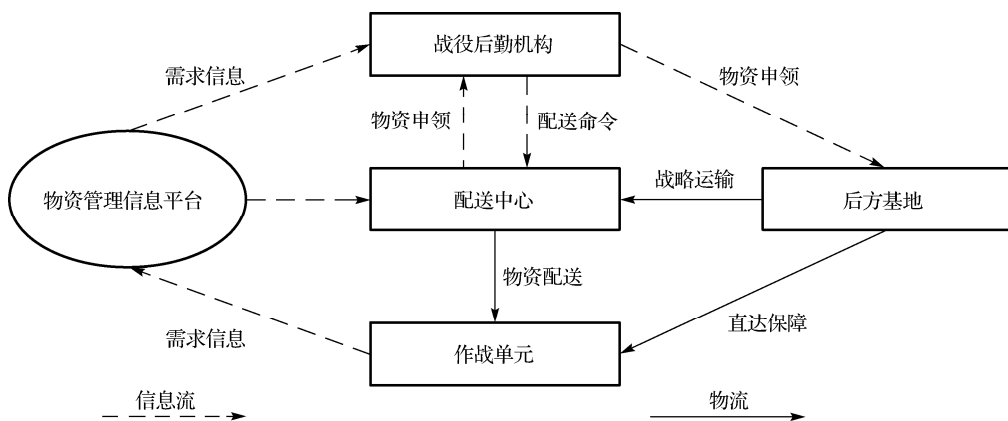 战役后勤机构
需求信息
物资申领
物资申领
配送命令
战略运输
物资管理信息平台
配送中心
后方基地
物资配送
直达保障
需求信息
作战单元
信息流
物流